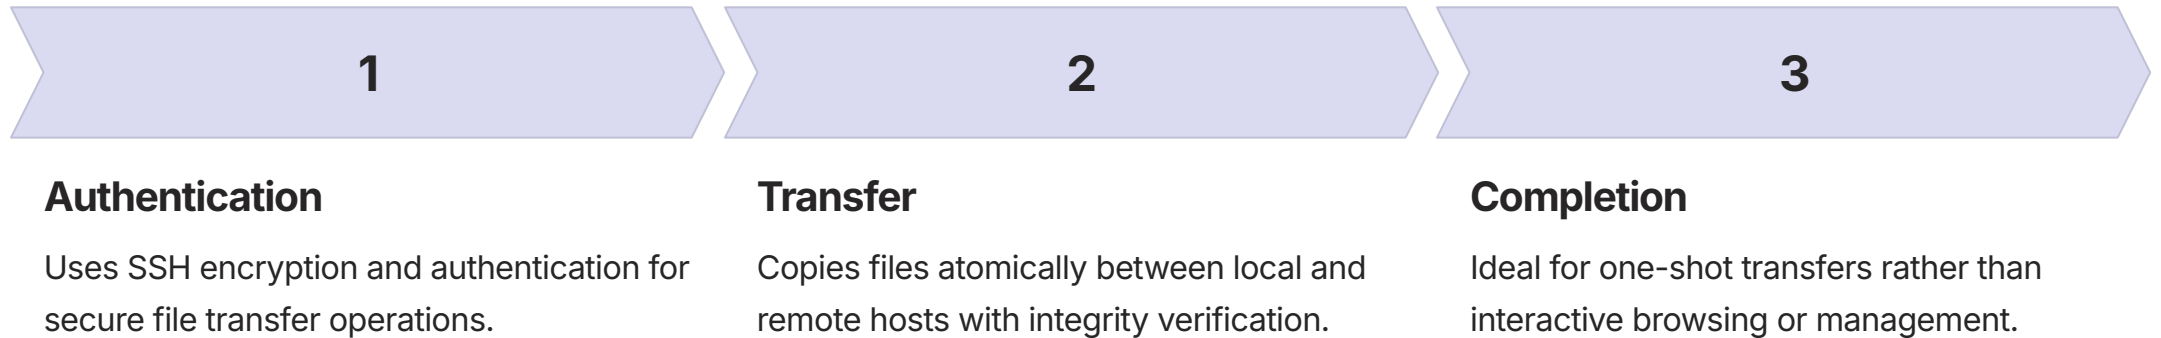 1
2
3
Authentication
Uses SSH encryption and authentication for
secure file transfer operations.
Transfer
Copies files atomically between local and
remote hosts with integrity verification.
Completion
Ideal for one-shot transfers rather than
interactive browsing or management.